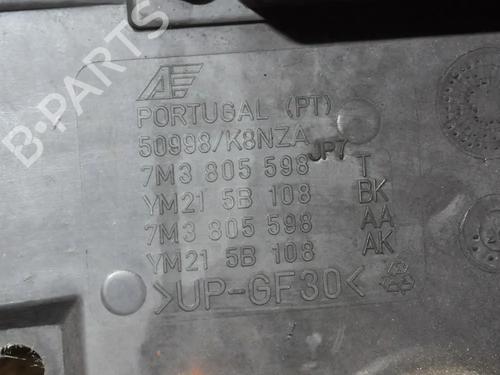 B-PARTS
AE
PORTUGAL (PT)
50998/K8NZA
JP7
7M3 805 598 T
YM21 5B 108 BK
7M3 805 598 AA
YM21 5B 108 AK
>UP-GF30<